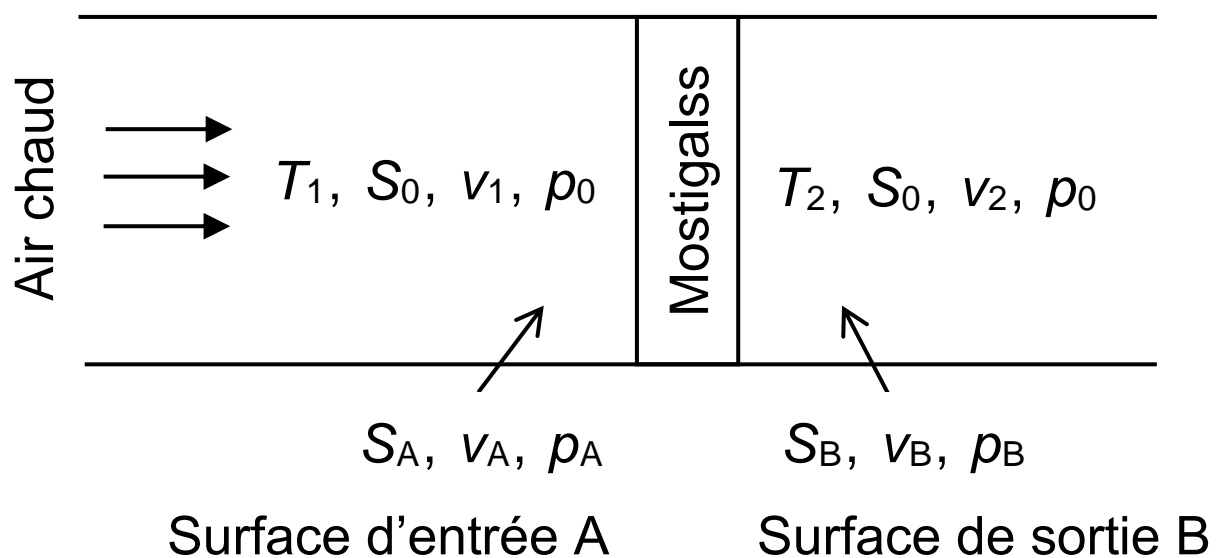 Air chaud
T1, S0, v1, p0
Mostigalss
T2, S0, v2, p0
SA, vA, pA
SB, vB, pB
Surface d’entrée A
Surface de sortie B